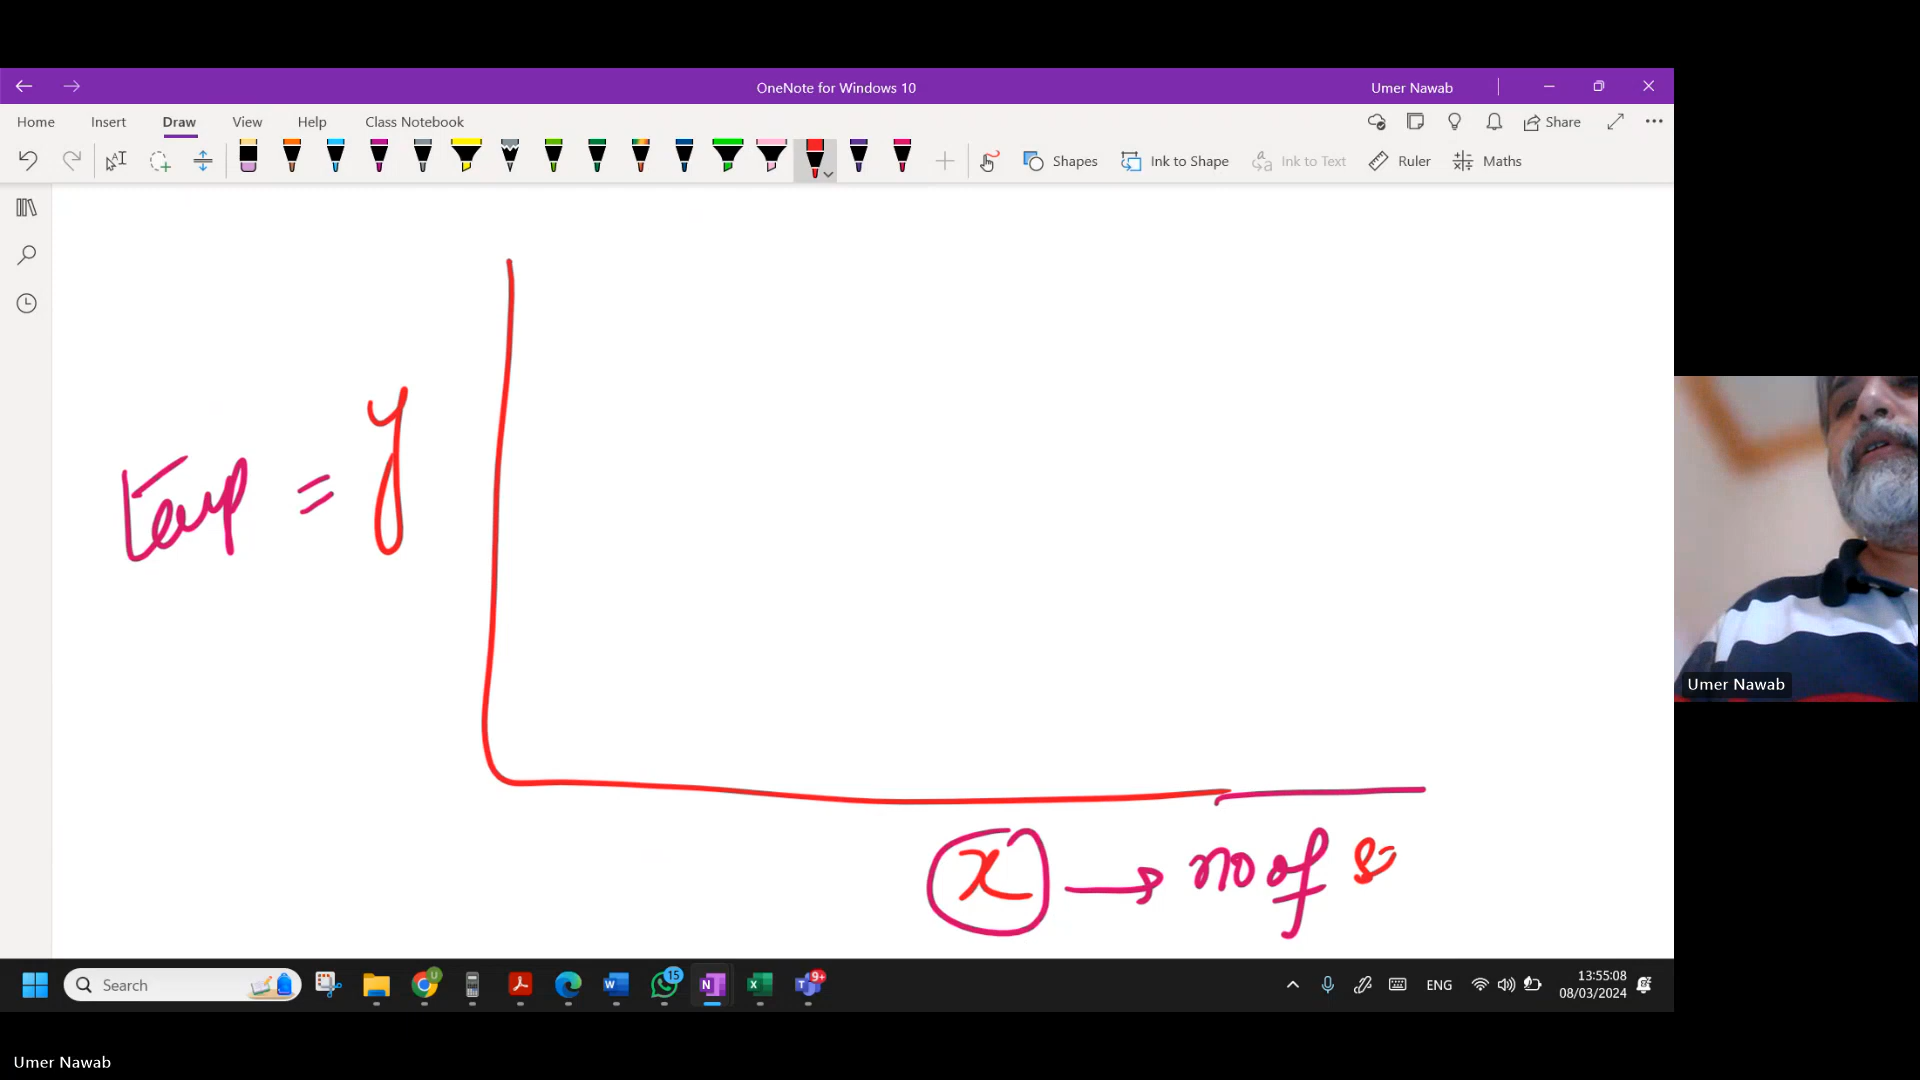 OneNote for Windows 10
Umer Nawab
Home Insert Draw View Help Class Notebook
Share
Shapes Ink to Shape Ink to Text Ruler Maths
temp = y
x → no of
Umer Nawab
Search
U
15
9+
ENG
13:55:08
08/03/2024
Umer Nawab